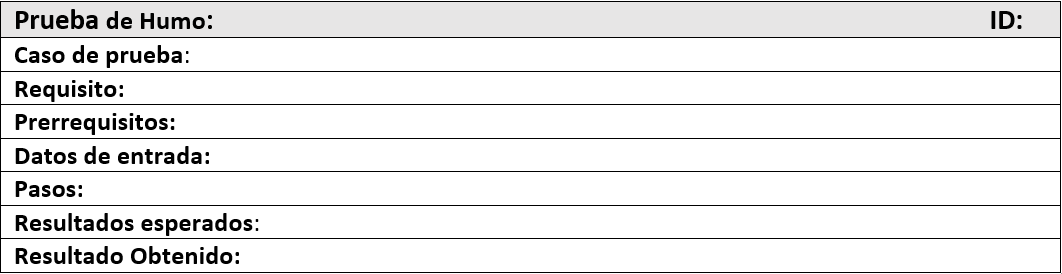 Prueba de Humo: ID:
Caso de prueba:
Requisito:
Prerrequisitos:
Datos de entrada:
Pasos:
Resultados esperados:
Resultado Obtenido: